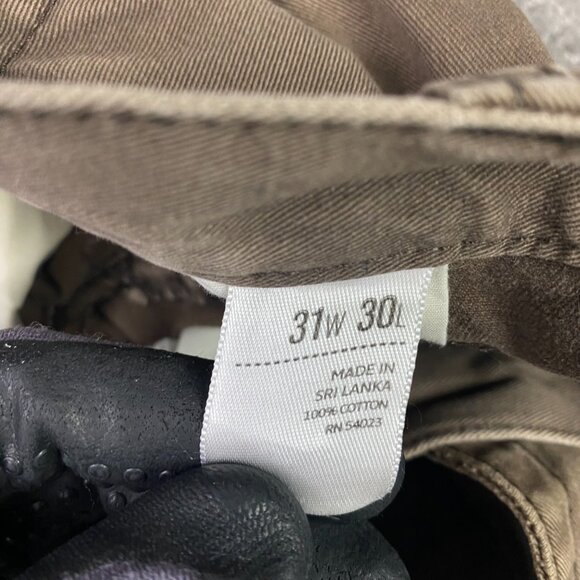 31W 30L
MADE IN
SRI LANKA
100% COTTON
RN 54023